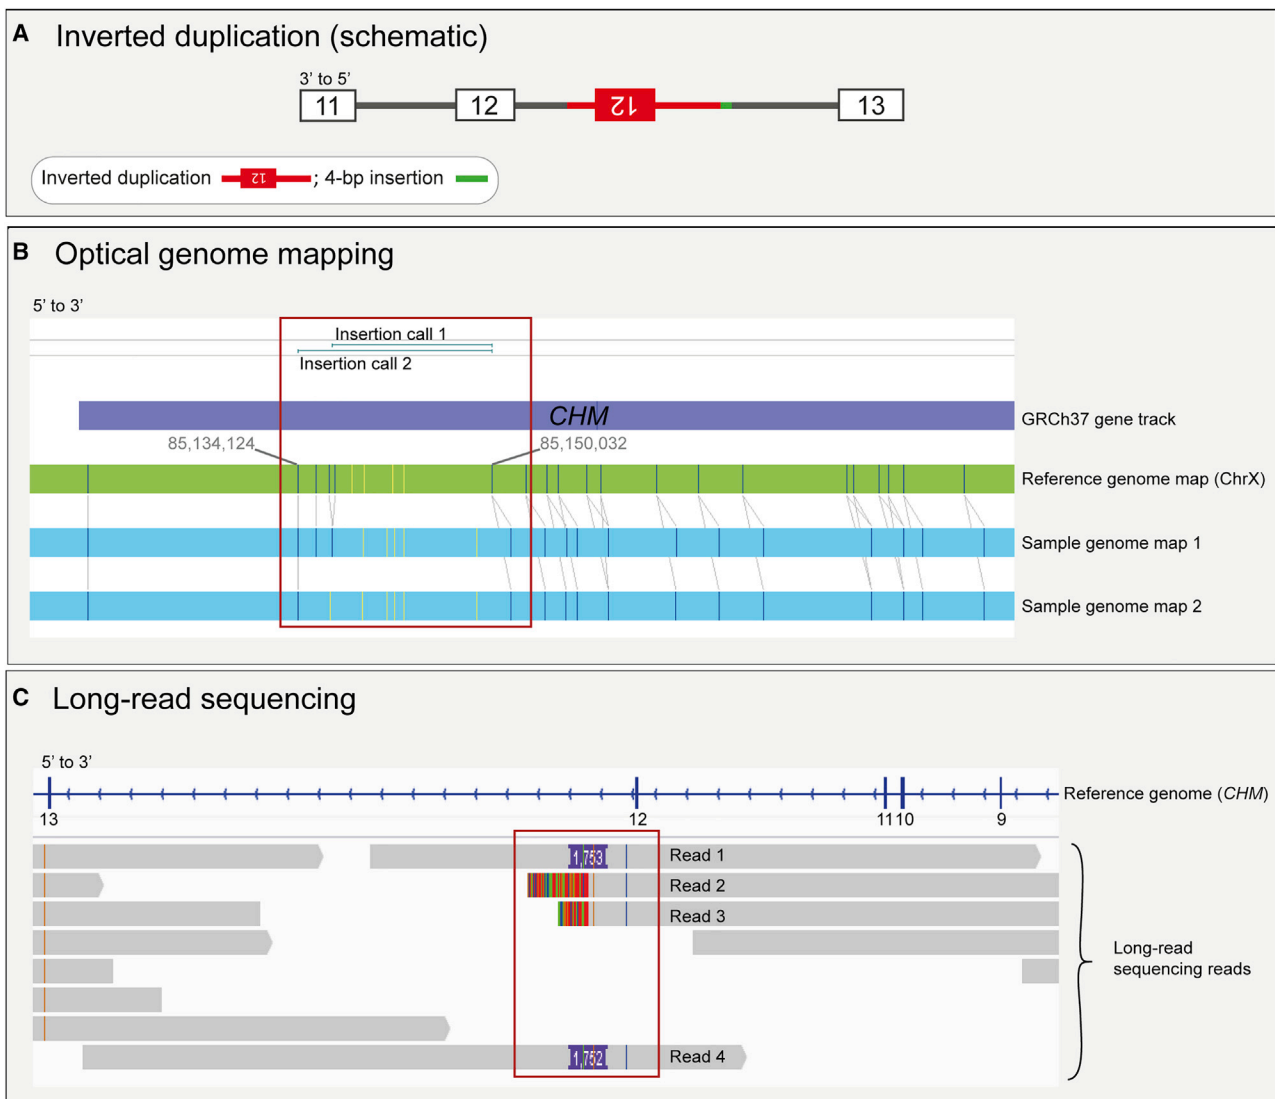 A Inverted duplication (schematic)
3' to 5'
11 12 12 13
Inverted duplication 12 ; 4-bp insertion
B Optical genome mapping
5' to 3'
Insertion call 1
Insertion call 2
CHM
GRCh37 gene track
85,134,124 85,150,032
Reference genome map (ChrX)
Sample genome map 1
Sample genome map 2
C Long-read sequencing
5' to 3'
Reference genome (CHM)
13 12 11 10 9
1,753 Read 1
Read 2
Read 3
Long-read
sequencing reads
1,752 Read 4